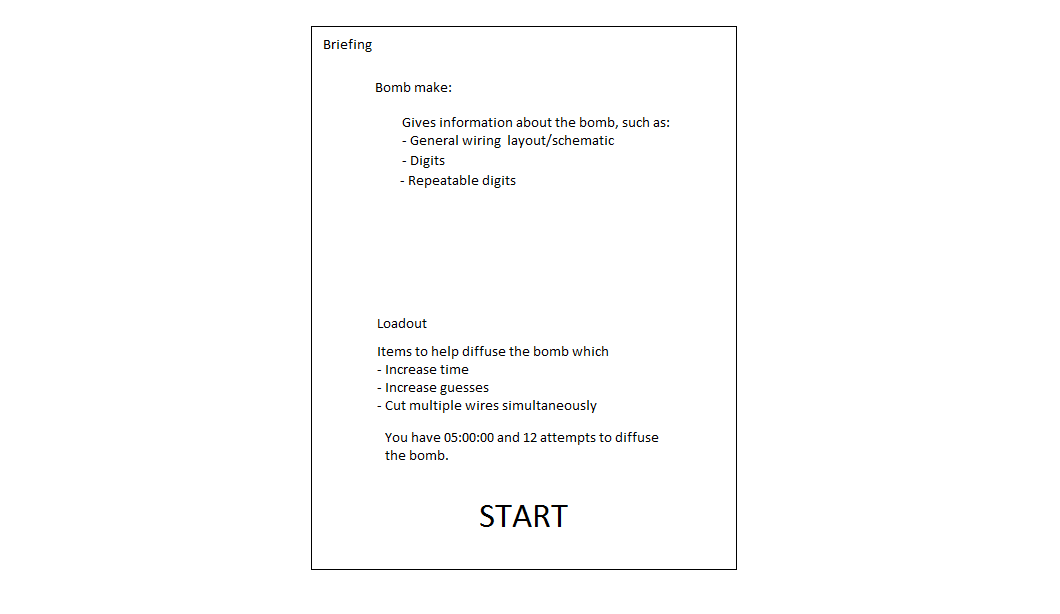 Briefing
Bomb make:
Gives information about the bomb, such as:
- General wiring  layout/schematic
- Digits
- Repeatable digits
Loadout
Items to help diffuse the bomb which
- Increase time
- Increase guesses
- Cut multiple wires simultaneously
You have 05:00:00 and 12 attempts to diffuse
the bomb.
START